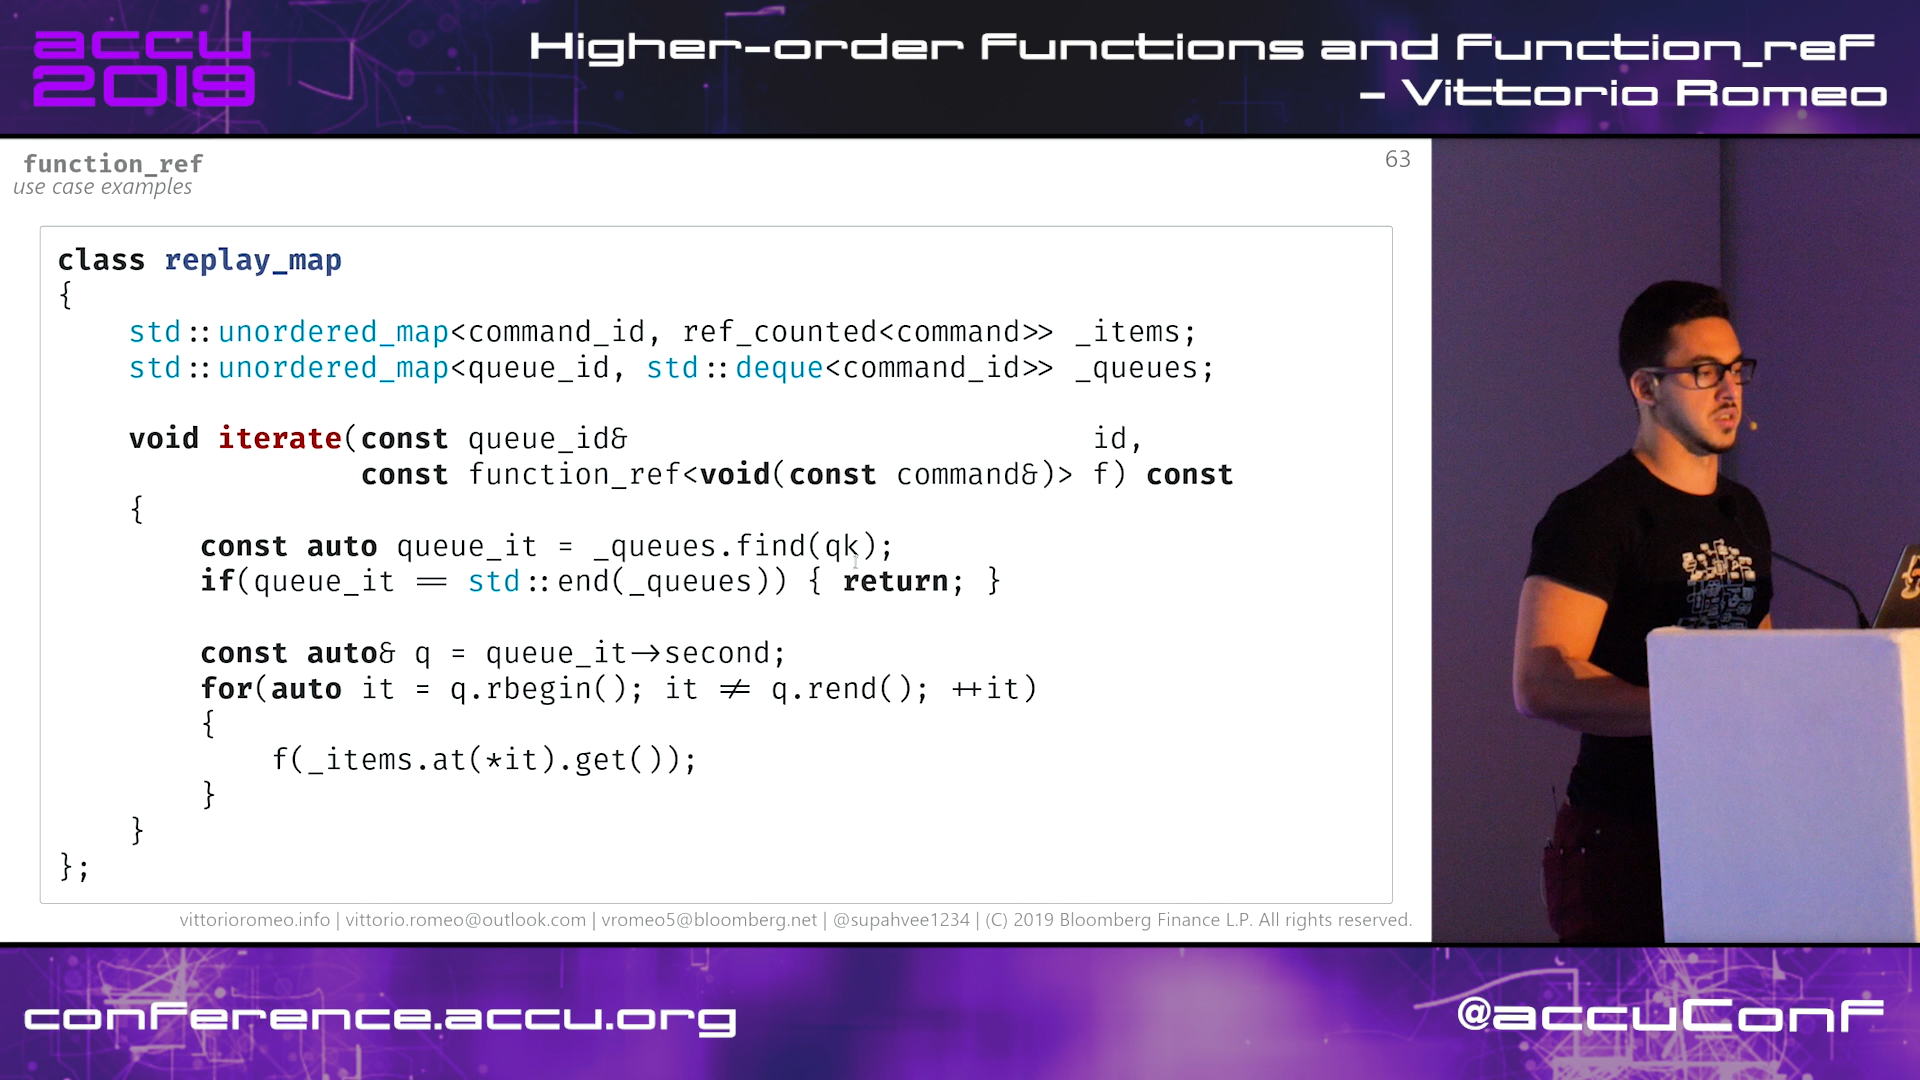 accu
2019
Higher-order Functions and function_ref
– Vittorio Romeo
function_ref
use case examples
63
class replay_map
{
std::unordered_map<command_id, ref_counted<command>> _items;
std::unordered_map<queue_id, std::deque<command_id>> _queues;
void iterate(const queue_id& id,
const function_ref<void(const command&)> f) const
{
const auto queue_it = _queues.find(qk);
if(queue_it == std::end(_queues)) { return; }
const auto& q = queue_it->second;
for(auto it = q.rbegin(); it != q.rend(); ++it)
{
f(_items.at(*it).get());
}
}
};
vittorioromeo.info | vittorio.romeo@outlook.com | vromeo5@bloomberg.net | @supahvee1234 | (C) 2019 Bloomberg Finance L.P. All rights reserved.
conference.accu.org
@accuConf